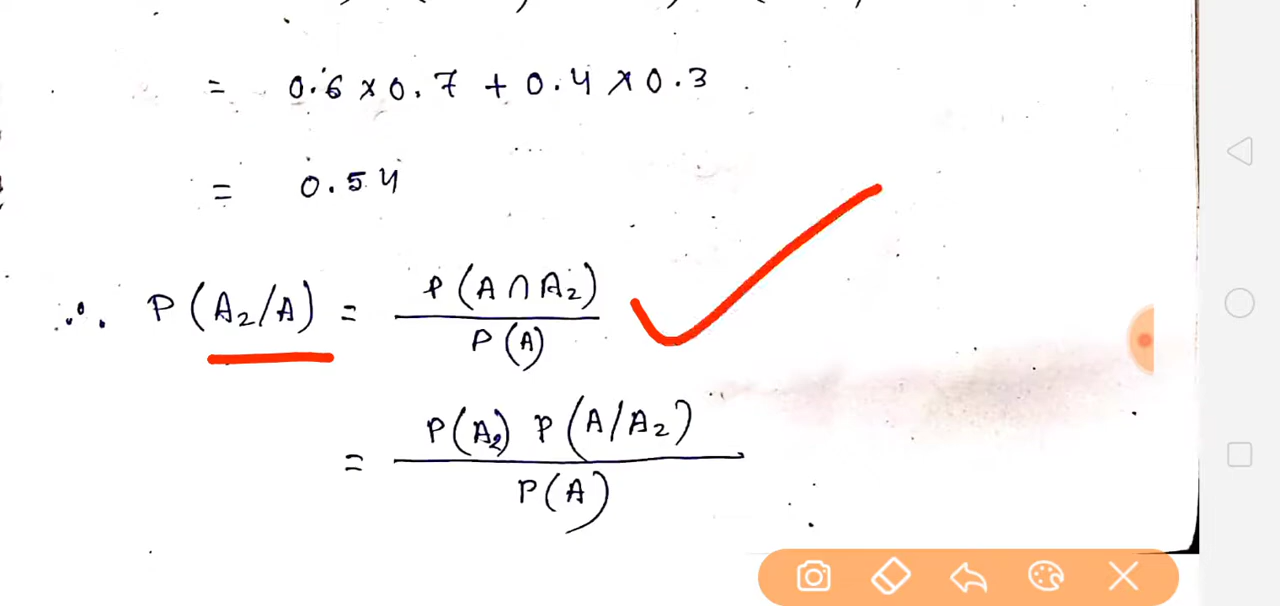 = 0.6 × 0.7 + 0.4 × 0.3
= 0.54
∴ P(A₂/A) = P(A∩A₂) / P(A)
= P(A₂) P(A/A₂) / P(A)